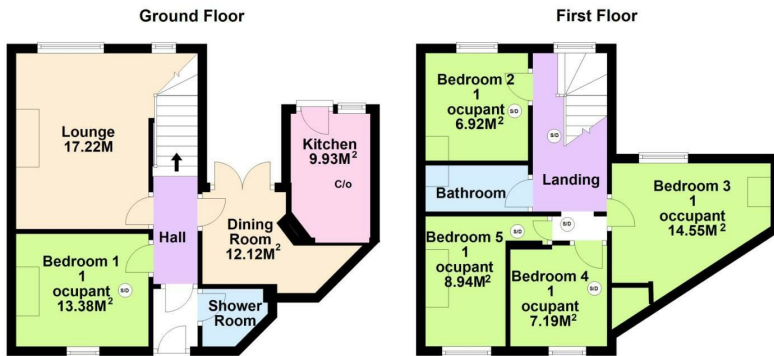 Ground Floor
Lounge
17.22M
Kitchen
9.93M²
C/o
Hall
Dining
Room
12.12M²
Bedroom 1
1
ocupant
13.38M²
S/D
Shower
Room
First Floor
Bedroom 2
1
ocupant
6.92M²
S/D
S/D
Bathroom
Landing
Bedroom 3
1
occupant
14.55M²
S/D
S/D
Bedroom 5
1
ocupant
8.94M²
Bedroom 4
1
ocupant
7.19M²
S/D